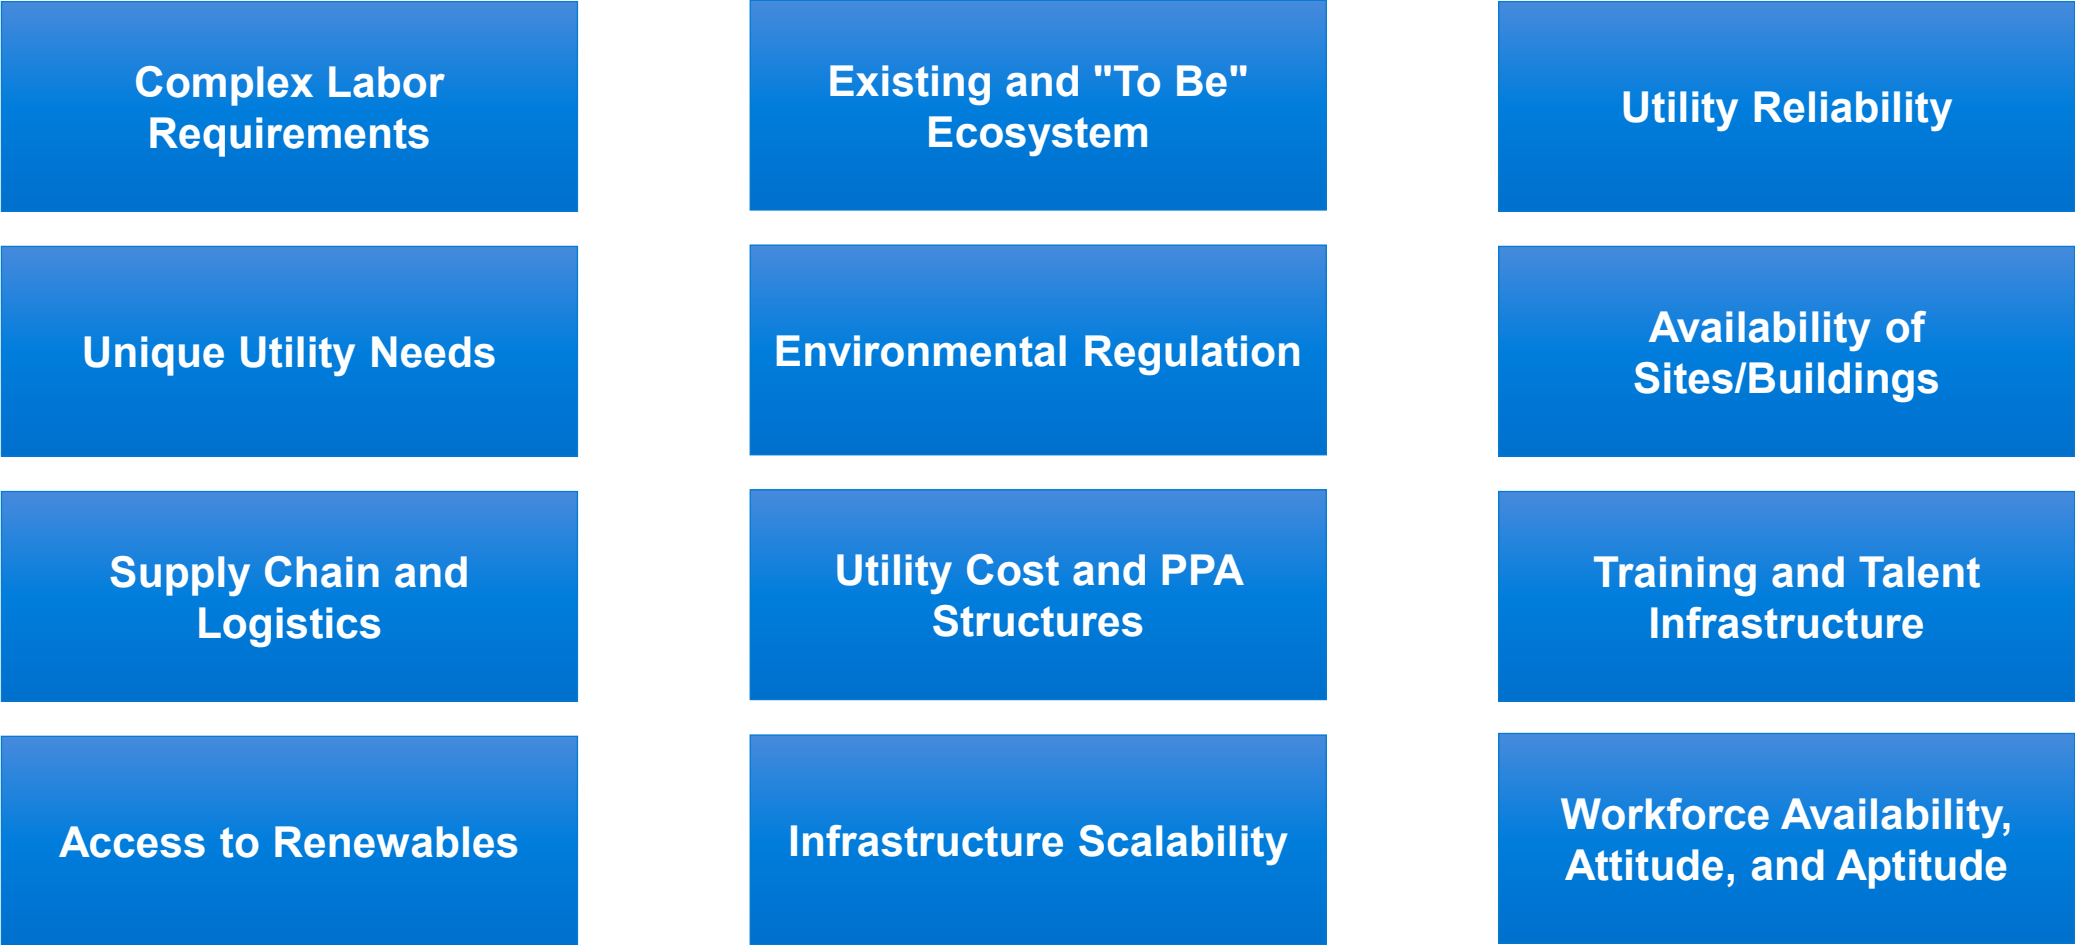 Complex Labor
Requirements
Existing and "To Be"
Ecosystem
Utility Reliability
Unique Utility Needs
Environmental Regulation
Availability of
Sites/Buildings
Supply Chain and
Logistics
Utility Cost and PPA
Structures
Training and Talent
Infrastructure
Access to Renewables
Infrastructure Scalability
Workforce Availability,
Attitude, and Aptitude